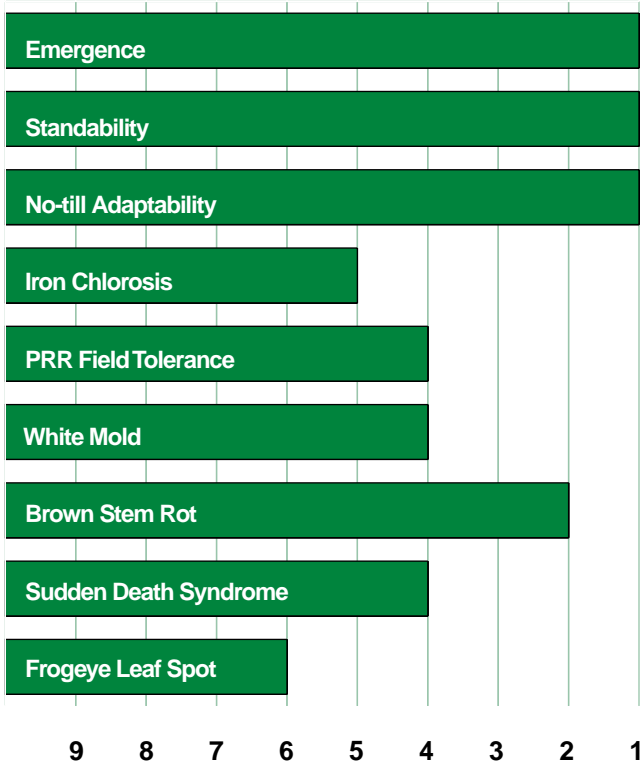 Emergence
Standability
No-till Adaptability
Iron Chlorosis
PRR Field Tolerance
White Mold
Brown Stem Rot
Sudden Death Syndrome
Frogeye Leaf Spot
9 8 7 6 5 4 3 2 1